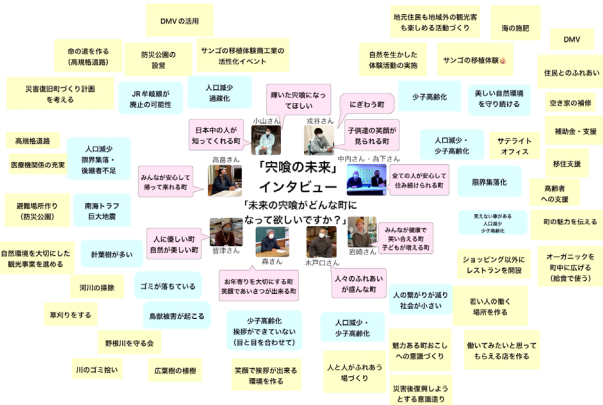 DMVの活用
地元住民も地域外の観光客
も楽しめる活動づくり
海の施肥
命の道を作る
(高規格道路)
防災公園の
設営
サンゴの移植体験商工業の
活性化イベント
自然を生かした
体験活動の実施
サンゴの移植体験
DMV
住民とのふれあい
災害復旧町づくり計画
を考える
JR牟岐線が
廃止の可能性
人口減少
過疎化
輝いた宍喰になっ
てほしい
にぎわう町
少子高齢化
美しい自然環境
を守り続ける
空き家の補修
小山さん
戎谷さん
日本中の人が
知ってくれる町
子供達の笑顔が
見られる町
高規格道路
医療機関係の充実
人口減少
限界集落・
後継者不足
高畠さん
「宍喰の未来」
インタビュー
中内さん・為下さん
人口減少・
少子高齢化
サテライト
オフィス
補助金・支援
移住支援
みんなが安心して
帰って来れる町
全ての人が安心して
住み続けられる町
限界集落化
高齢者
への支援
避難場所作り
(防災公園)
南海トラフ
巨大地震
「未来の宍喰がどんな町に
なって欲しいですか?」
見えない事がある
人口減少
少子高齢化
町の魅力を伝える
自然環境を大切にした
観光事業を進める
針葉樹が多い
人に優しい町
自然が美しい町
皆津さん
森さん
木戸口さん
岩崎さん
みんなが健康で
笑い合える町
子どもが増える町
ショッピング以外に
レストランを開設
オーガニックを
町中に広げる
(給食で使う)
河川の掃除
ゴミが落ちている
お年寄りを大切にする町
笑顔であいさつが出来る町
人々のふれあい
が盛んな町
人の繋がりが減り
社会が小さい
若い人の働く
場所を作る
草刈りをする
鳥獣被害が起こる
少子高齢化
挨拶ができていない
(目と目を合わせて)
人口減少・
少子高齢化
野根川を守る会
魅力ある町おこし
への意識づくり
働いてみたいと思って
もらえる店を作る
川のゴミ拾い
広葉樹の植樹
笑顔で挨拶が出来る
環境を作る
人と人がふれあう
場づくり
災害後復興しよう
とする意識造り